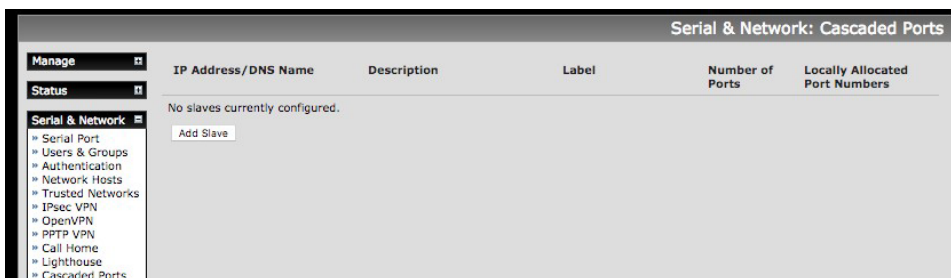 Serial & Network: Cascaded Ports
Manage
Status
Serial & Network
» Serial Port
» Users & Groups
» Authentication
» Network Hosts
» Trusted Networks
» IPsec VPN
» OpenVPN
» PPTP VPN
» Call Home
» Lighthouse
» Cascaded Ports
IP Address/DNS Name Description Label Number of Ports Locally Allocated Port Numbers
No slaves currently configured.
Add Slave